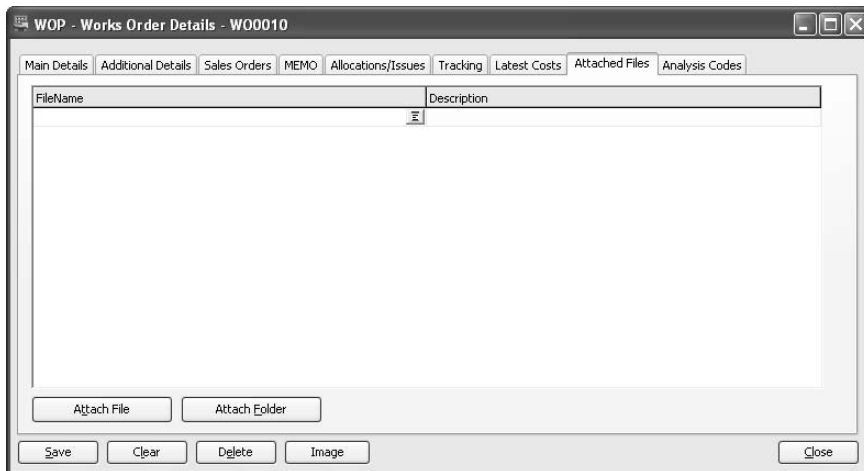 WOP - Works Order Details - WO0010
Main Details Additional Details Sales Orders MEMO Allocations/Issues Tracking Latest Costs Attached Files Analysis Codes
FileName Description
Attach File Attach Folder
Save Clear Delete Image Close